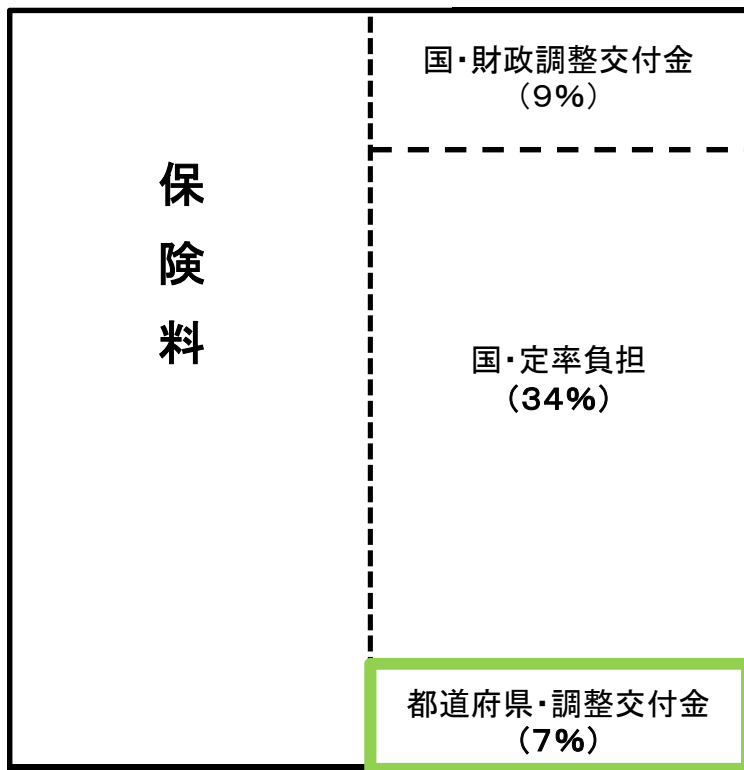 保険料
国・財政調整交付金
（９％）
国・定率負担
（３４％）
都道府県・調整交付金
（７％）